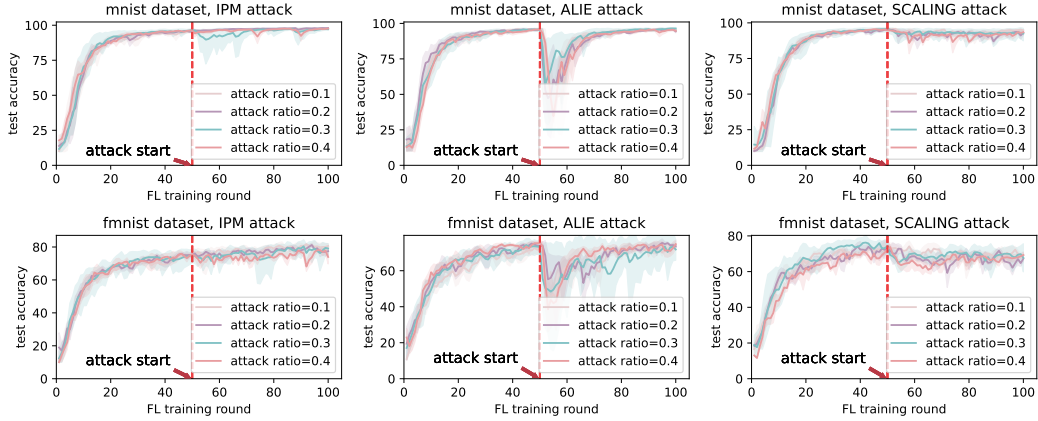 mnist dataset, IPM attack
100
75
50
25
0
test accuracy
attack ratio=0.1
attack ratio=0.2
attack ratio=0.3
attack ratio=0.4
attack start
0 20 40 60 80 100
FL training round
mnist dataset, ALIE attack
100
75
50
25
0
test accuracy
attack ratio=0.1
attack ratio=0.2
attack ratio=0.3
attack ratio=0.4
attack start
0 20 40 60 80 100
FL training round
mnist dataset, SCALING attack
100
75
50
25
0
test accuracy
attack ratio=0.1
attack ratio=0.2
attack ratio=0.3
attack ratio=0.4
attack start
0 20 40 60 80 100
FL training round
fmnist dataset, IPM attack
80
60
40
20
0
test accuracy
attack ratio=0.1
attack ratio=0.2
attack ratio=0.3
attack ratio=0.4
attack start
0 20 40 60 80 100
FL training round
fmnist dataset, ALIE attack
60
40
20
0
test accuracy
attack ratio=0.1
attack ratio=0.2
attack ratio=0.3
attack ratio=0.4
attack start
0 20 40 60 80 100
FL training round
fmnist dataset, SCALING attack
80
60
40
20
0
test accuracy
attack ratio=0.1
attack ratio=0.2
attack ratio=0.3
attack ratio=0.4
attack start
0 20 40 60 80 100
FL training round